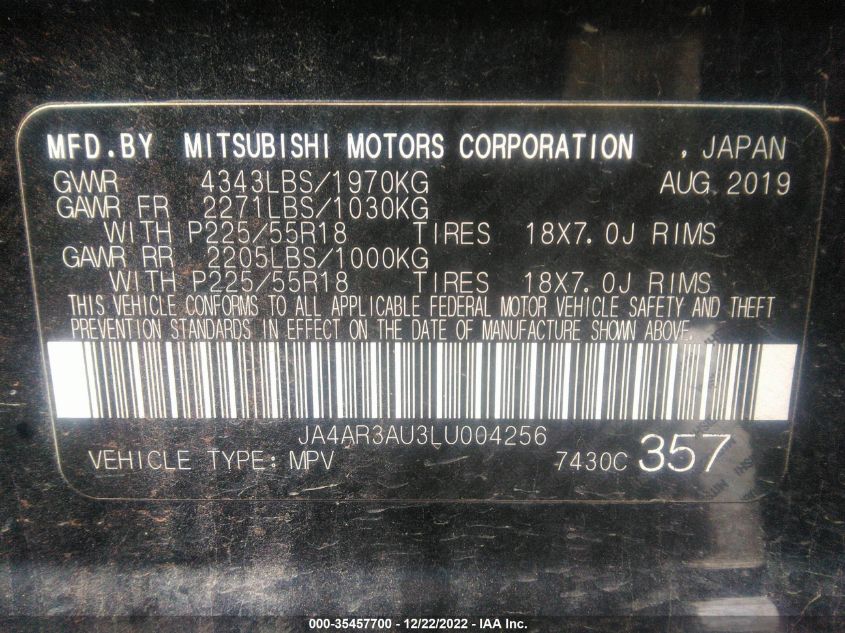 MFD.BY MITSUBISHI MOTORS CORPORATION , JAPAN
GVWR 4343LBS/1970KG AUG 2019
GAWR FR 2271LBS/1030KG
WITH P225/55R18 TIRES 18X7.0J RIMS
GAWR RR 2205LBS/1000KG
WITH P225/55R18 TIRES 18X7.0J RIMS
THIS VEHICLE CONFORMS TO ALL APPLICABLE FEDERAL MOTOR VEHICLE SAFETY AND THEFT
PREVENTION STANDARDS IN EFFECT ON THE DATE OF MANUFACTURE SHOWN ABOVE.
JA4AR3AU3LU004256
VEHICLE TYPE: MPV 7430C 357
000-35457700 - 12/22/2022 - IAA Inc.